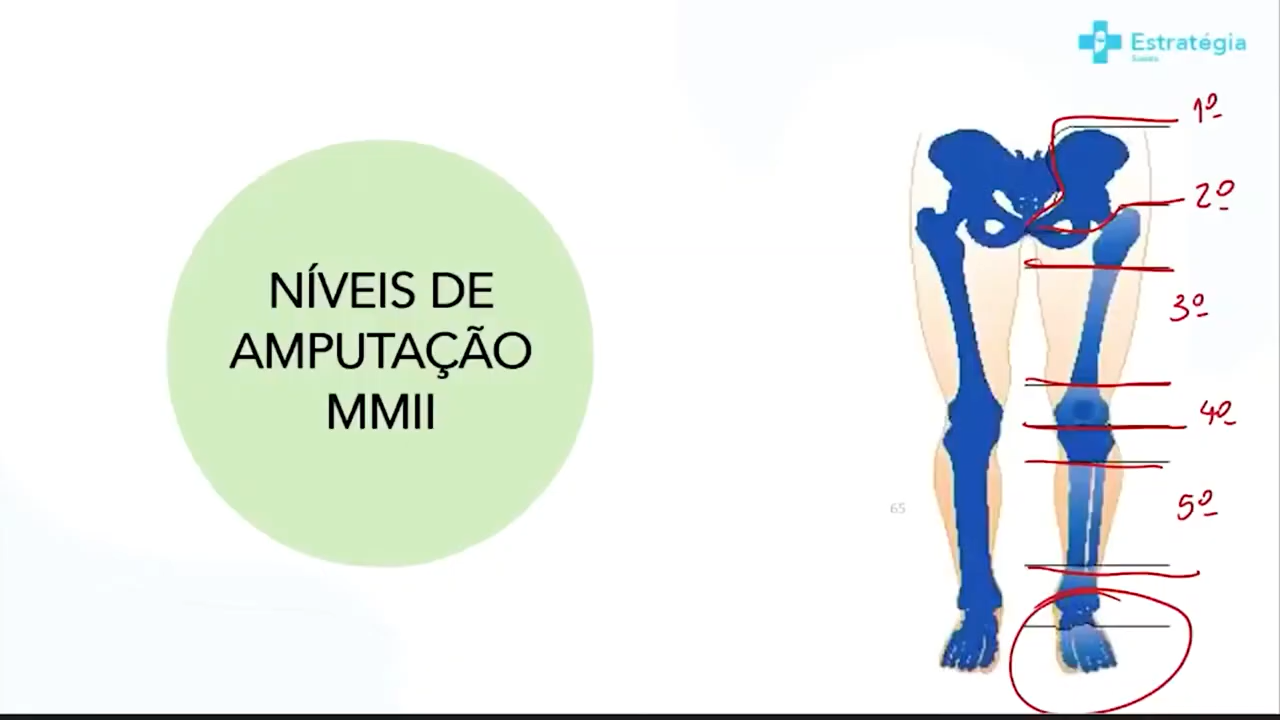 Estratégia
NÍVEIS DE
AMPUTAÇÃO
MMII
1º
2º
3º
4º
5º
65